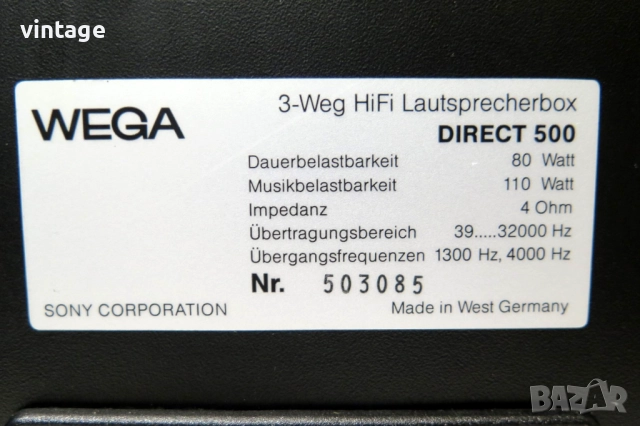 vintage
WEGA
3-Weg HiFi Lautsprecherbox
DIRECT 500
Dauerbelastbarkeit 80 Watt
Musikbelastbarkeit 110 Watt
Impedanz 4 Ohm
Übertragungsbereich 39.....32000 Hz
Übergangsfrequenzen 1300 Hz, 4000 Hz
Nr. 503085
SONY CORPORATION Made in West Germany
BAZAR
bg